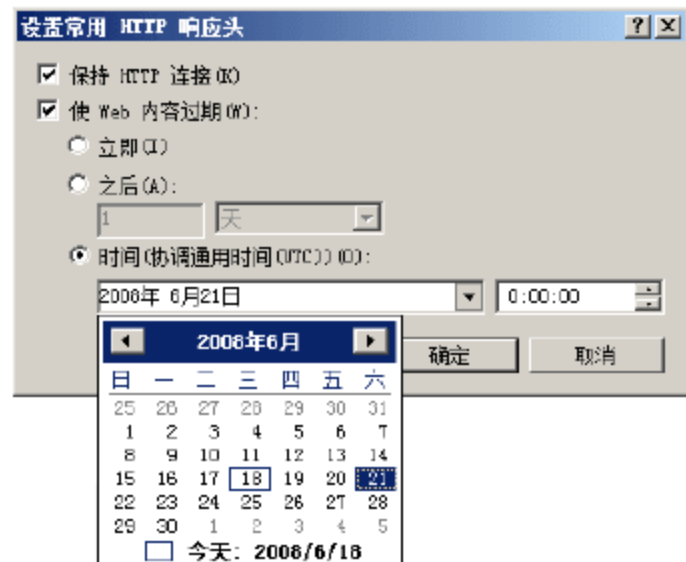 设置常用 HTTP 响应头
保持 HTTP 连接(K)
使 Web 内容过期(W):
立即(I)
之后(A):
1 天
时间(协调通用时间(UTC))(O):
2008年 6月21日 0:00:00
2008年6月
确定 取消
日 一 二 三 四 五 六
25 26 27 28 29 30 31
1 2 3 4 5 6 7
8 9 10 11 12 13 14
15 16 17 18 19 20 21
22 23 24 25 26 27 28
29 30 1 2 3 4 5
今天: 2008/6/18